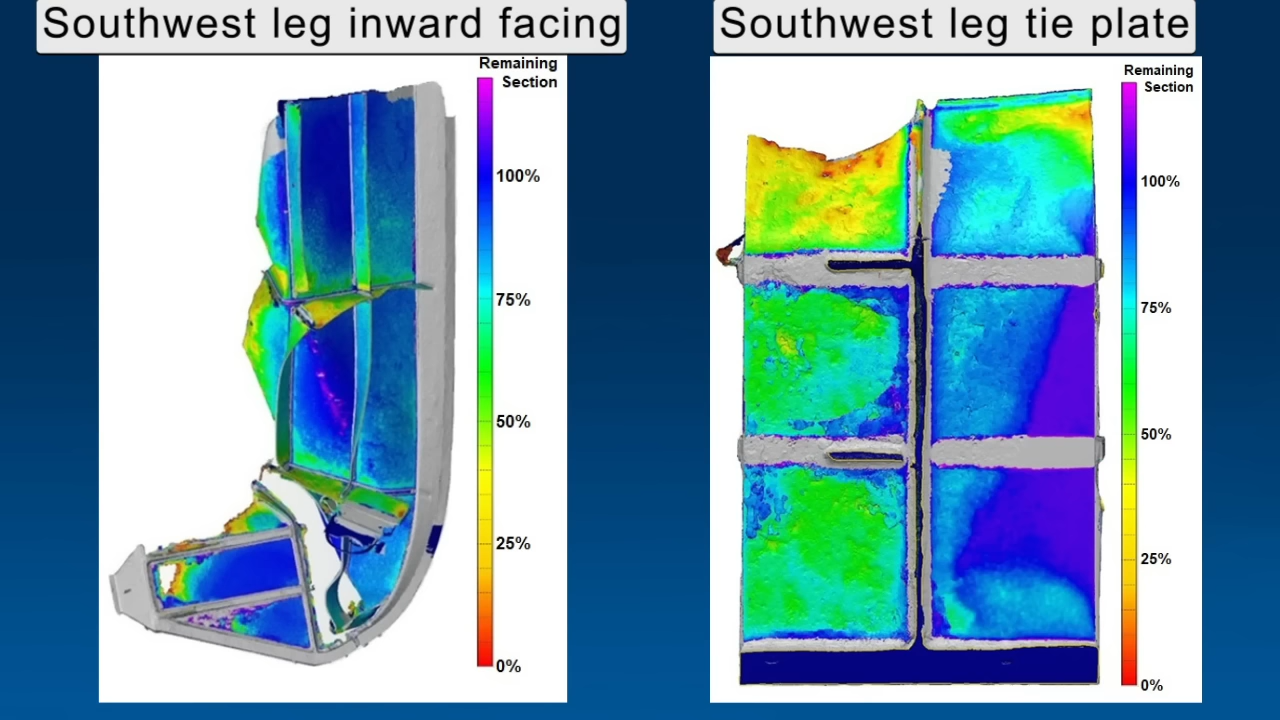 Southwest leg inward facing
Remaining
Section
100%
75%
50%
25%
0%
Southwest leg tie plate
Remaining
Section
100%
75%
50%
25%
0%